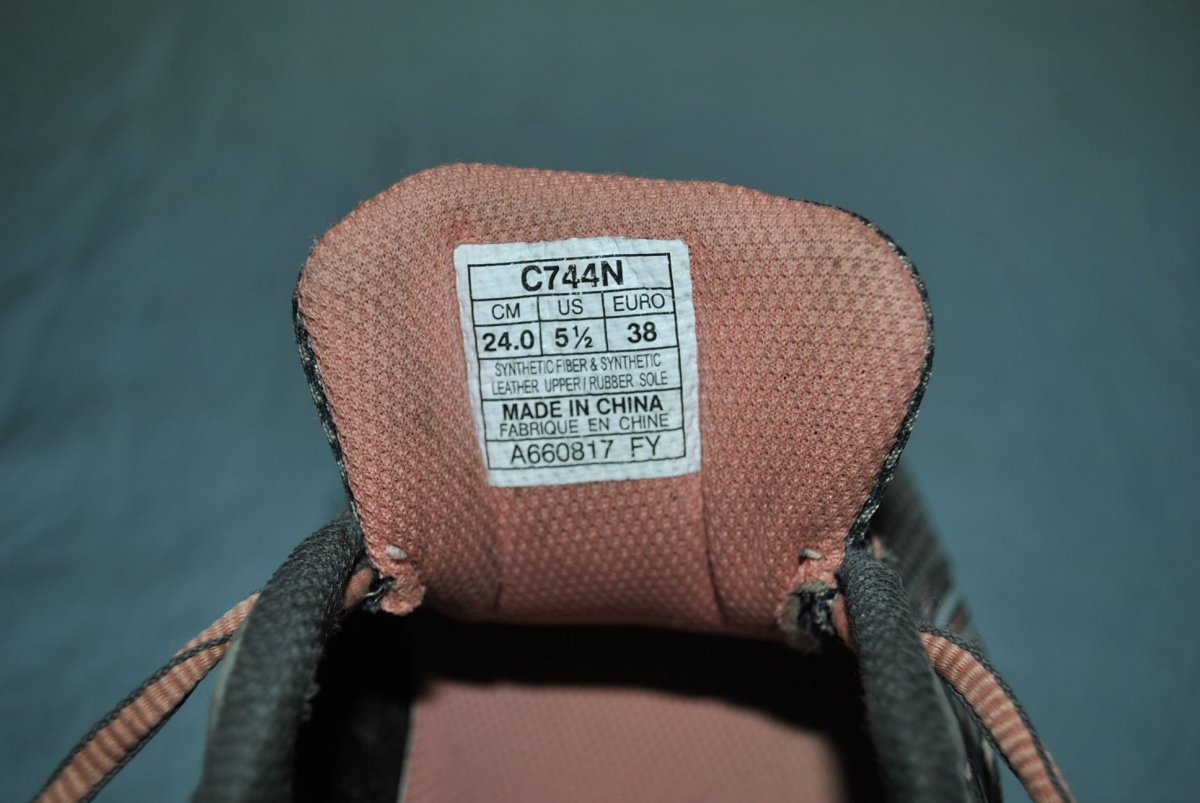 C744N
CM US EURO
24.0 5½ 38
SYNTHETIC FIBER & SYNTHETIC
LEATHER UPPER / RUBBER SOLE
MADE IN CHINA
FABRIQUE EN CHINE
A660817 FY